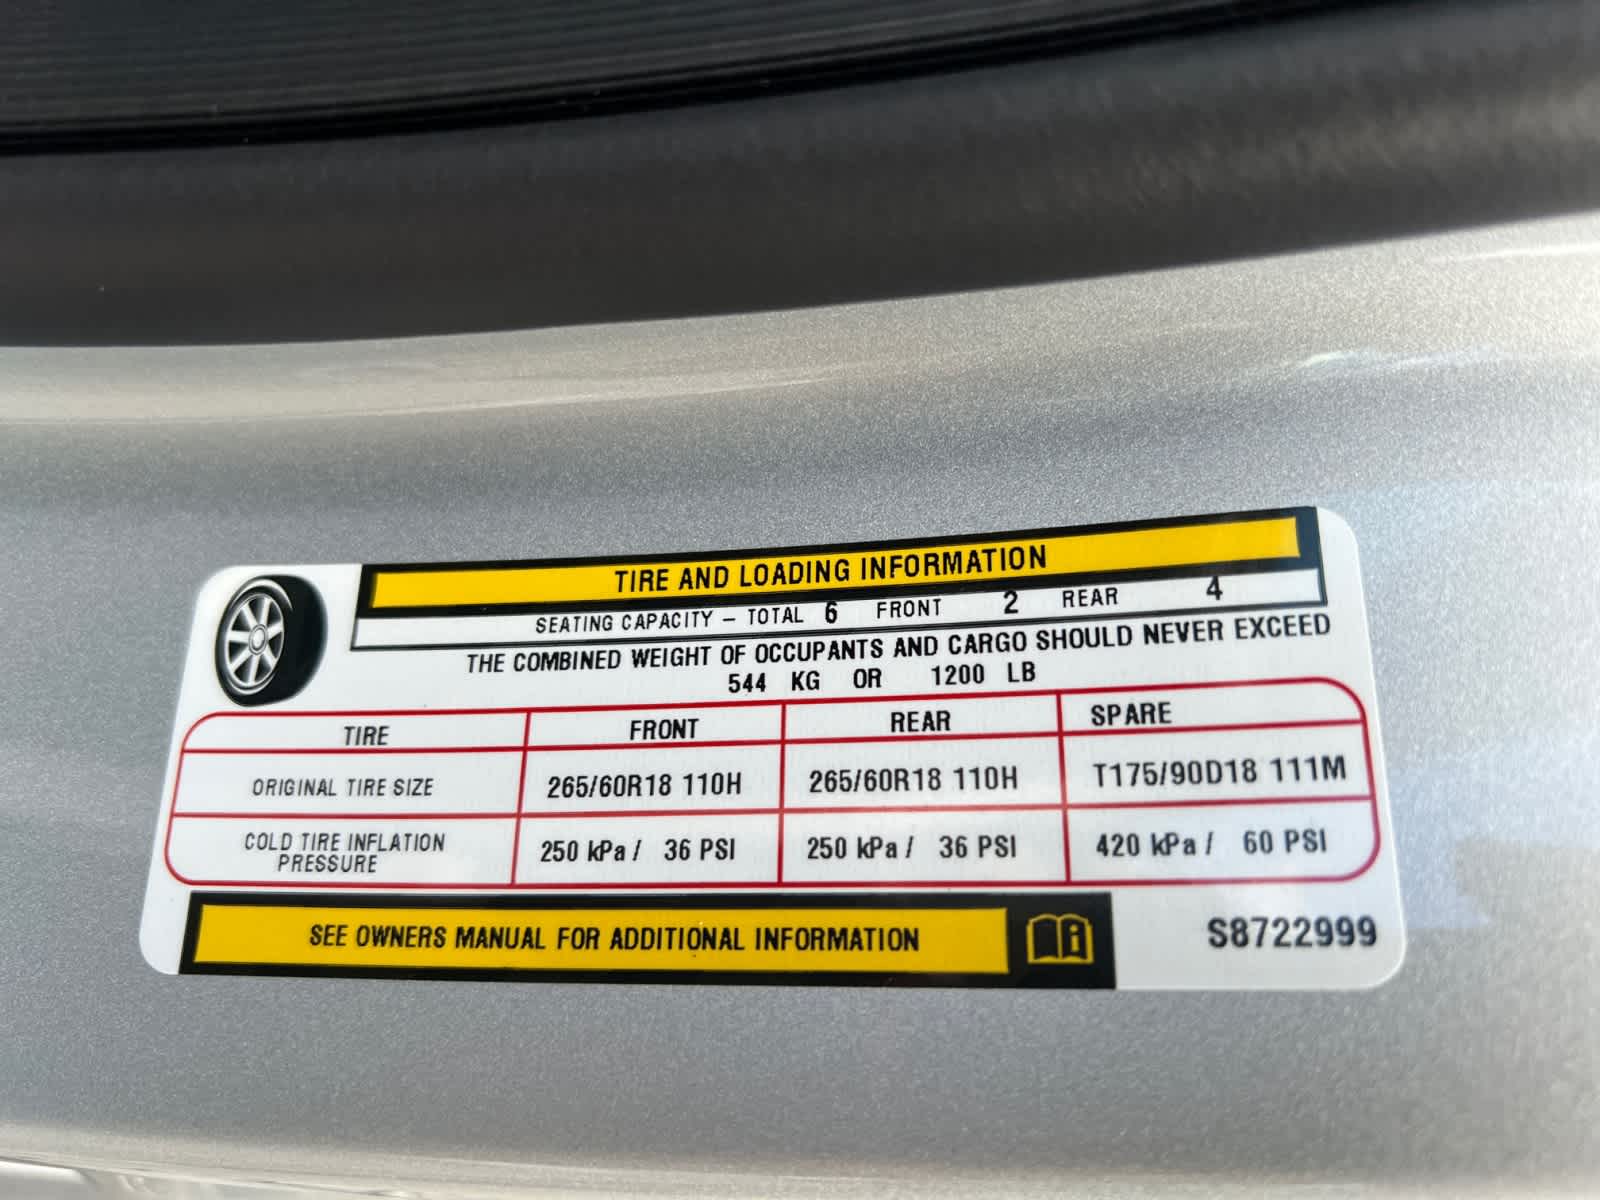 TIRE AND LOADING INFORMATION
SEATING CAPACITY – TOTAL 6 FRONT 2 REAR 4
THE COMBINED WEIGHT OF OCCUPANTS AND CARGO SHOULD NEVER EXCEED
544 KG OR 1200 LB
TIRE FRONT REAR SPARE
ORIGINAL TIRE SIZE 265/60R18 110H 265/60R18 110H T175/90D18 111M
COLD TIRE INFLATION
PRESSURE 250 kPa / 36 PSI 250 kPa / 36 PSI 420 kPa / 60 PSI
SEE OWNERS MANUAL FOR ADDITIONAL INFORMATION S8722999